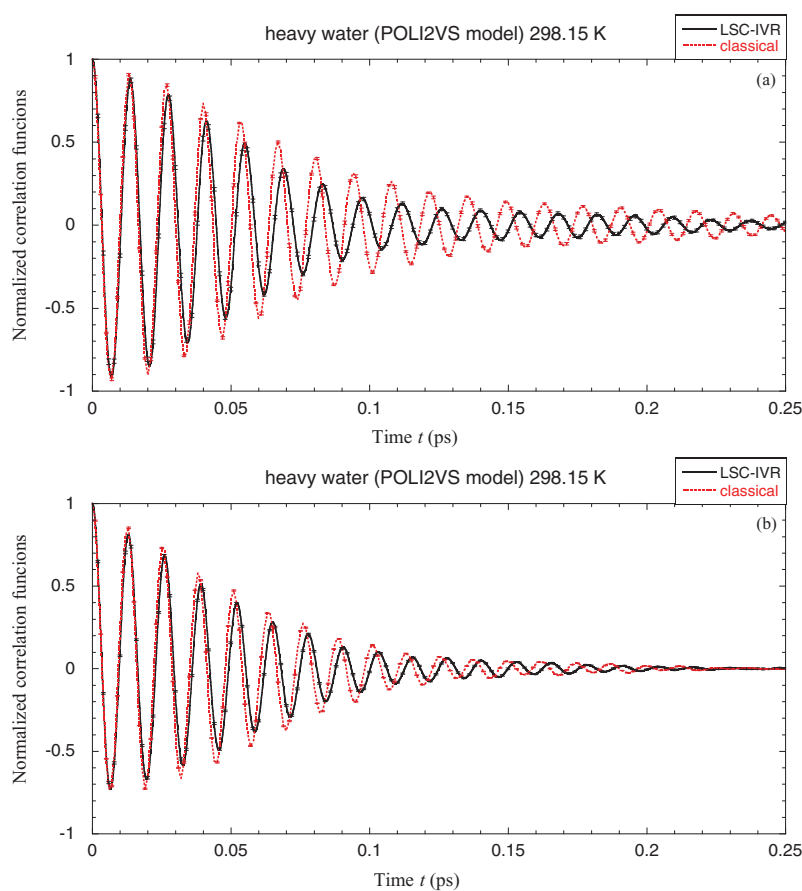 heavy water (POLI2VS model) 298.15 K
LSC-IVR
classical
(a)
Normalized correlation funcions
1
0.5
0
-0.5
-1
0 0.05 0.1 0.15 0.2 0.25
Time t (ps)
heavy water (POLI2VS model) 298.15 K
LSC-IVR
classical
(b)
Normalized correlation funcions
1
0.5
0
-0.5
-1
0 0.05 0.1 0.15 0.2 0.25
Time t (ps)